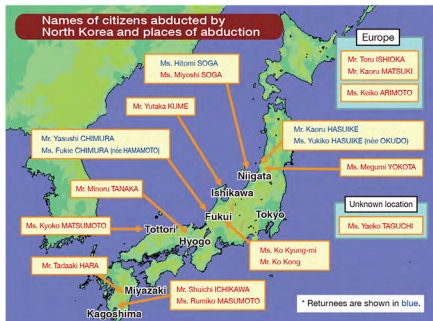 Names of citizens abducted by
North Korea and places of abduction
Europe
Mr. Toru ISHIOKA
Mr. Kaoru MATSUKI
Ms. Keiko ARIMOTO
Ms. Hitomi SOGA
Ms. Miyoshi SOGA
Mr. Yutaka KUME
Mr. Yasushi CHIMURA
Ms. Fukie CHIMURA (née HAMAMOTO)
Mr. Kaoru HASUIKE
Ms. Yukiko HASUIKE (née OKUDO)
Niigata
Ms. Megumi YOKOTA
Mr. Minoru TANAKA
Ishikawa
Unknown location
Ms. Yaeko TAGUCHI
Fukui
Tokyo
Ms. Kyoko MATSUMOTO
Tottori
Hyogo
Ms. Ko Kyung-mi
Mr. Ko Kong
Mr. Tadaaki HARA
Miyazaki
Mr. Shuichi ICHIKAWA
Ms. Rumiko MASUMOTO
Kagoshima
* Returnees are shown in blue.